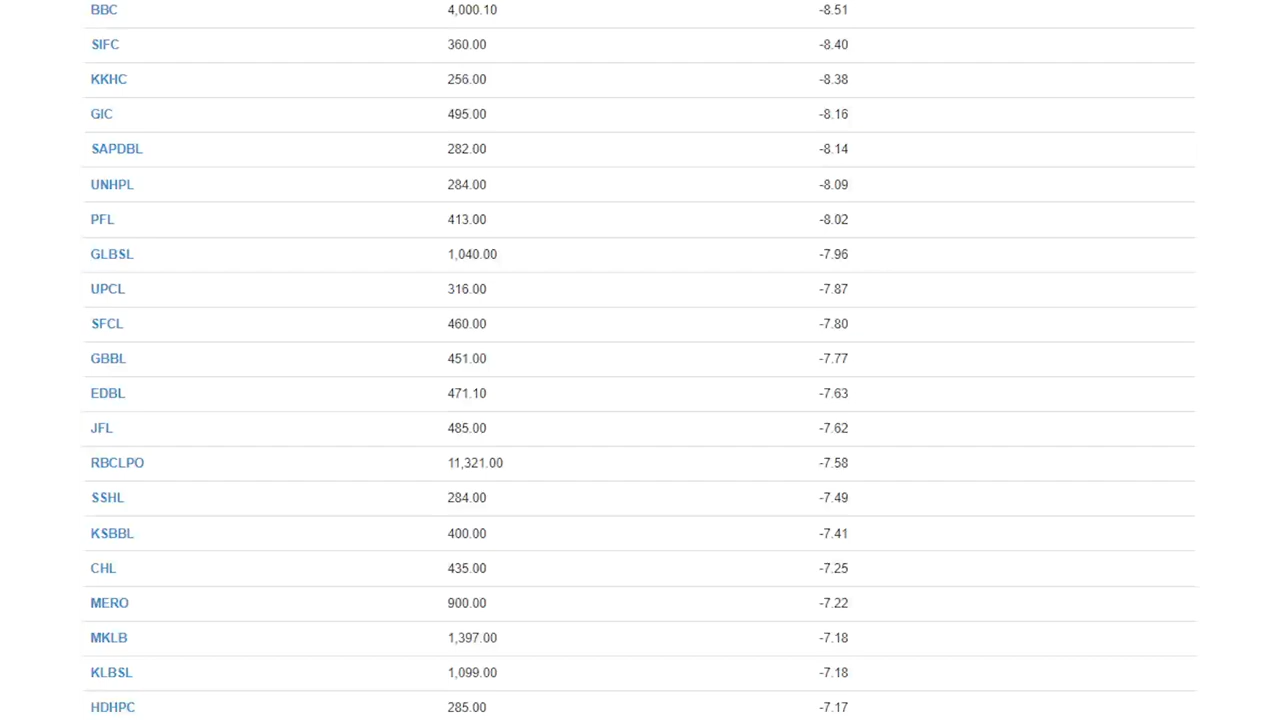 BBC 4,000.10 -8.51
SIFC 360.00 -8.40
KKHC 256.00 -8.38
GIC 495.00 -8.16
SAPDBL 282.00 -8.14
UNHPL 284.00 -8.09
PFL 413.00 -8.02
GLBSL 1,040.00 -7.96
UPCL 316.00 -7.87
SFCL 460.00 -7.80
GBBL 451.00 -7.77
EDBL 471.10 -7.63
JFL 485.00 -7.62
RBCLPO 11,321.00 -7.58
SSHL 284.00 -7.49
KSBBL 400.00 -7.41
CHL 435.00 -7.25
MERO 900.00 -7.22
MKLB 1,397.00 -7.18
KLBSL 1,099.00 -7.18
HDHPC 285.00 -7.17